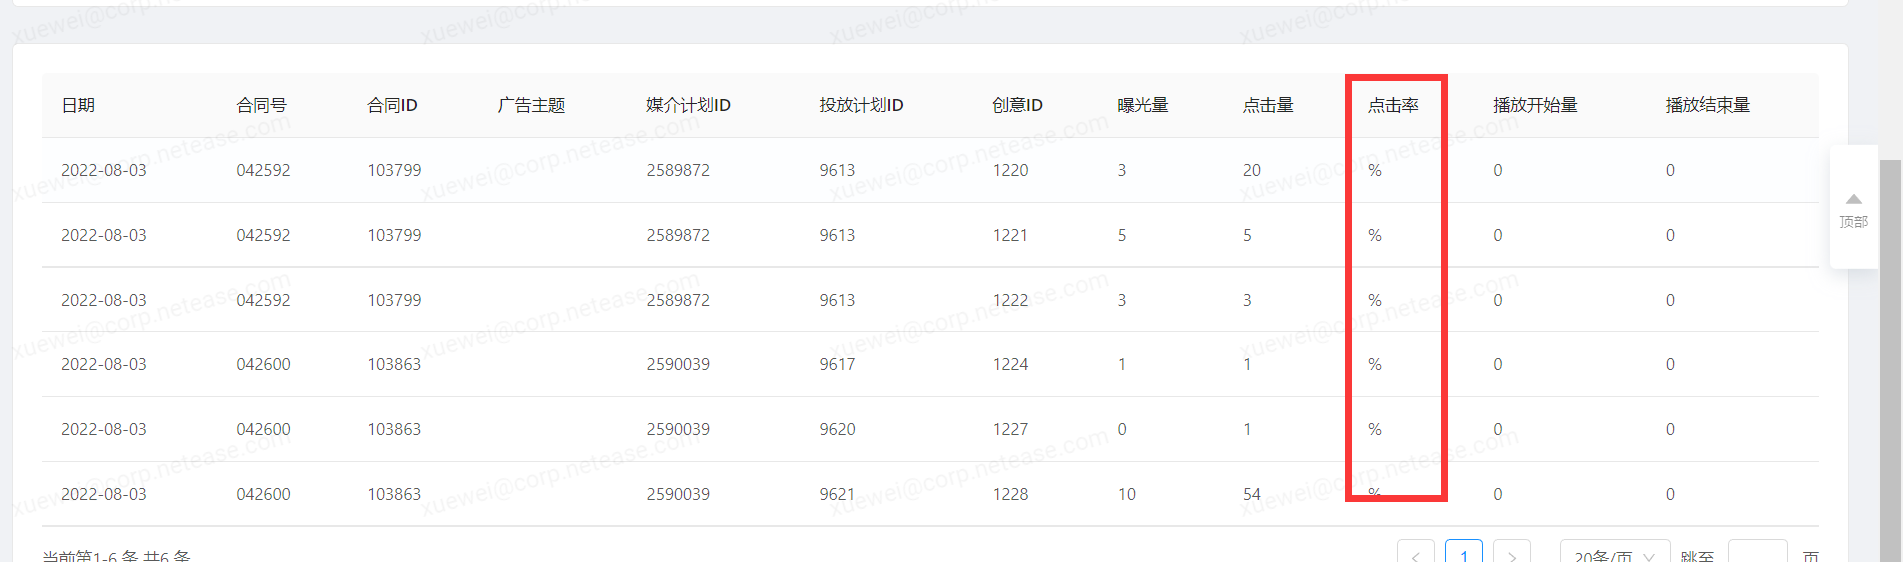 日期 合同号 合同ID 广告主题 媒介计划ID 投放计划ID 创意ID 曝光量 点击量 点击率 播放开始量 播放结束量
2022-08-03 042592 103799 2589872 9613 1220 3 20 % 0 0
2022-08-03 042592 103799 2589872 9613 1221 5 5 % 0 0
顶部
2022-08-03 042592 103799 2589872 9613 1222 3 3 % 0 0
2022-08-03 042600 103863 2590039 9617 1224 1 1 % 0 0
2022-08-03 042600 103863 2590039 9620 1227 0 1 % 0 0
2022-08-03 042600 103863 2590039 9621 1228 10 54 % 0 0
当前第1-6 条 共6 条 < 1 > 20条/页 跳至 页
xuewei@corp.netease.com